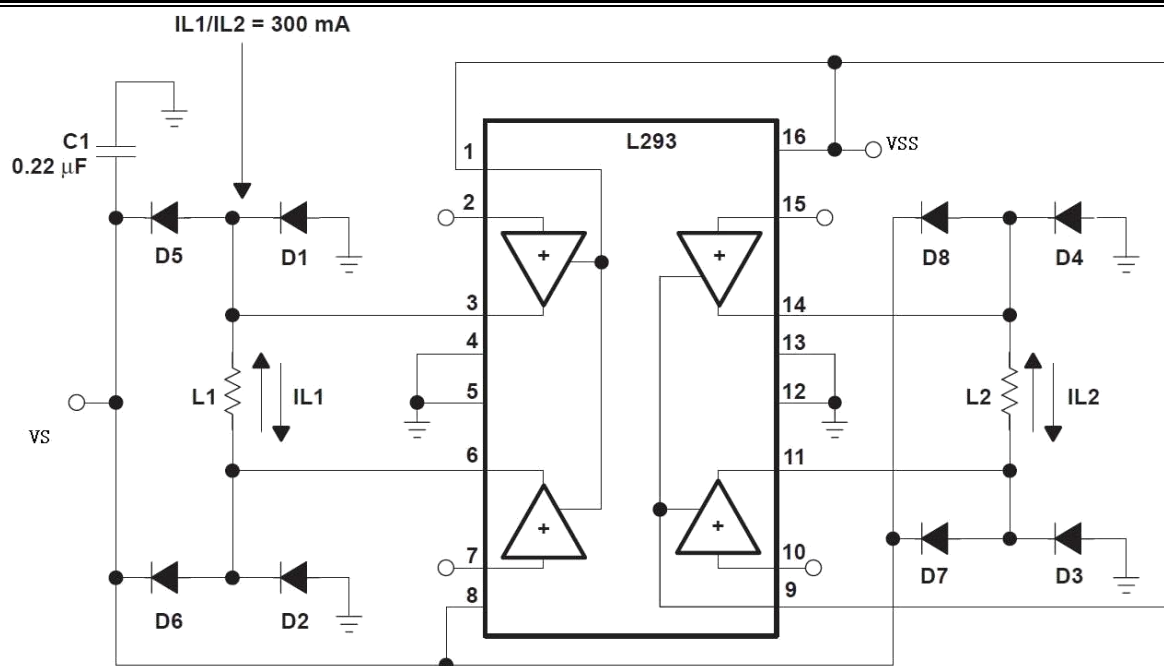 IL1/IL2 = 300 mA
C1
0.22 μF
L293
1
16
VSS
2
15
D5
D1
D8
D4
3
14
4
13
L1
IL1
5
12
L2
IL2
VS
6
11
+
+
+
+
7
10
D6
D2
8
9
D7
D3